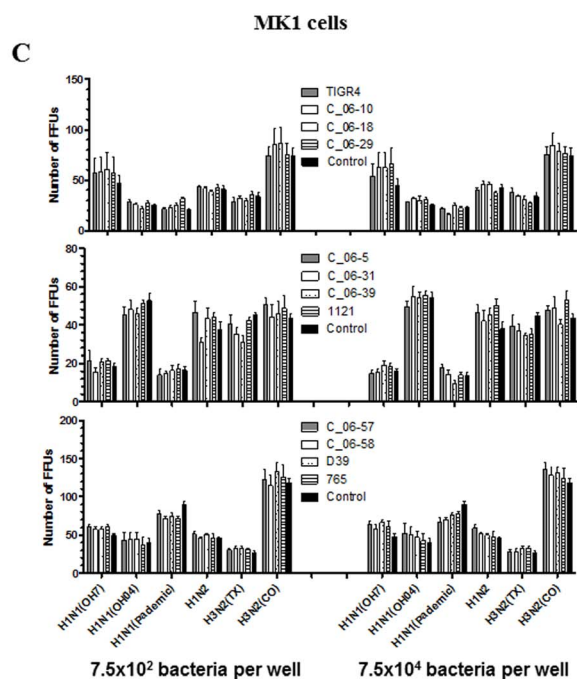 MK1 cells
C
Number of FFUs
150
100
50
0
TIGR4
C_06-10
C_06-18
C_06-29
Control
Number of FFUs
80
60
40
20
0
C_06-5
C_06-31
C_06-39
1121
Control
Number of FFUs
200
150
100
50
0
C_06-57
C_06-58
D39
765
Control
H1N1(OH7)
H1N1(OH04)
H1N1(Pademic)
H1N2
H3N2(TX)
H3N2(CO)
H1N1(OH7)
H1N1(OH04)
H1N1(Pademic)
H1N2
H3N2(TX)
H3N2(CO)
7.5x10² bacteria per well
7.5x10⁴ bacteria per well